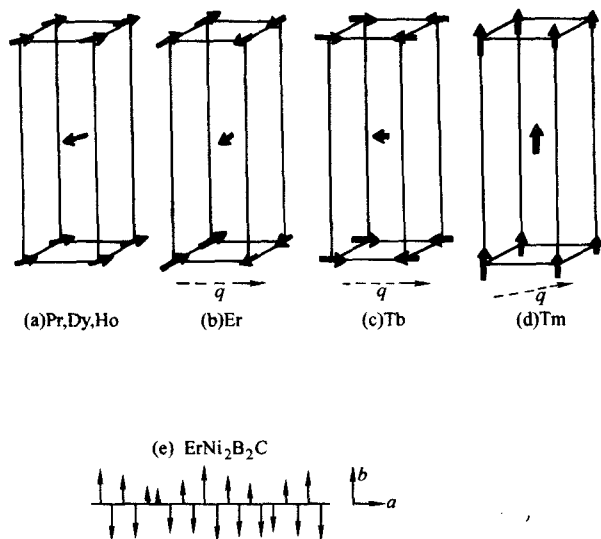 q q q
(a)Pr,Dy,Ho (b)Er (c)Tb (d)Tm
(e) ErNi₂B₂C
b
a
,